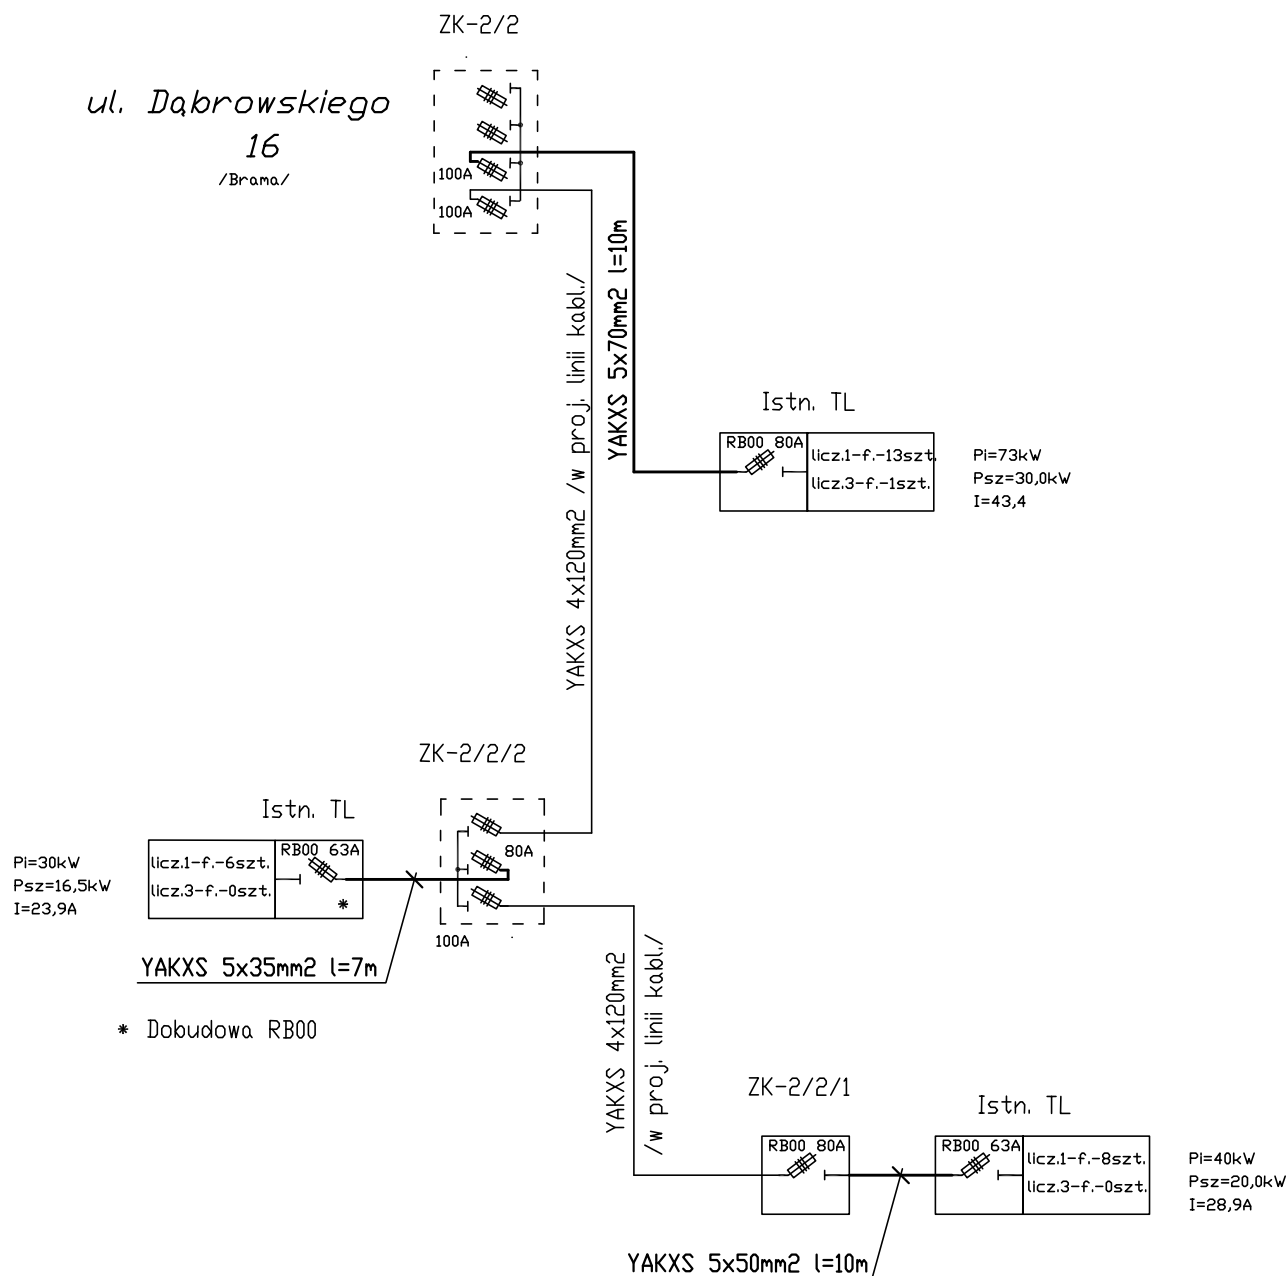 ZK-2/2
ul. Dąbrowskiego
16
/Brama/
100A
100A
YAKXS 4x120mm2 /w proj. linii kabl./
YAKXS 5x70mm2 l=10m
Istn. TL
RB00 80A
licz.1-f.-13szt.
licz.3-f.-1szt.
Pi=73kW
Psz=30,0kW
I=43,4
ZK-2/2/2
Istn. TL
licz.1-f.-6szt.
licz.3-f.-0szt.
RB00 63A
*
80A
100A
Pi=30kW
Psz=16,5kW
I=23,9A
YAKXS 5x35mm2 l=7m
* Dobudowa RB00
YAKXS 4x120mm2
/w proj. linii kabl./
ZK-2/2/1
RB00 80A
Istn. TL
RB00 63A
licz.1-f.-8szt.
licz.3-f.-0szt.
Pi=40kW
Psz=20,0kW
I=28,9A
YAKXS 5x50mm2 l=10m